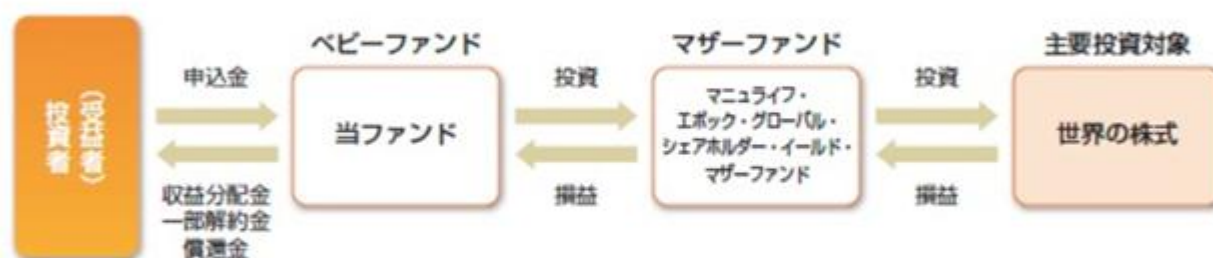 投資者
(受益者)
申込金
収益分配金
一部解約金
償還金
ベビーファンド
当ファンド
投資
損益
マザーファンド
マニュライフ・
エポック・グローバル・
シェアホルダー・イールド・
マザーファンド
投資
損益
主要投資対象
世界の株式